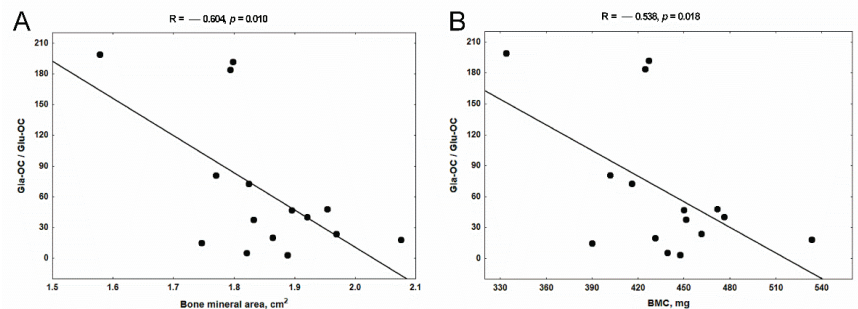 A
R = — 0.604, p = 0.010
Gla-OC / Glu-OC
210
180
150
120
90
60
30
0
1.5 1.6 1.7 1.8 1.9 2.0 2.1
Bone mineral area, cm²
B
R = — 0.538, p = 0.018
Gla-OC / Glu-OC
210
180
150
120
90
60
30
0
330 360 390 420 450 480 510 540
BMC, mg